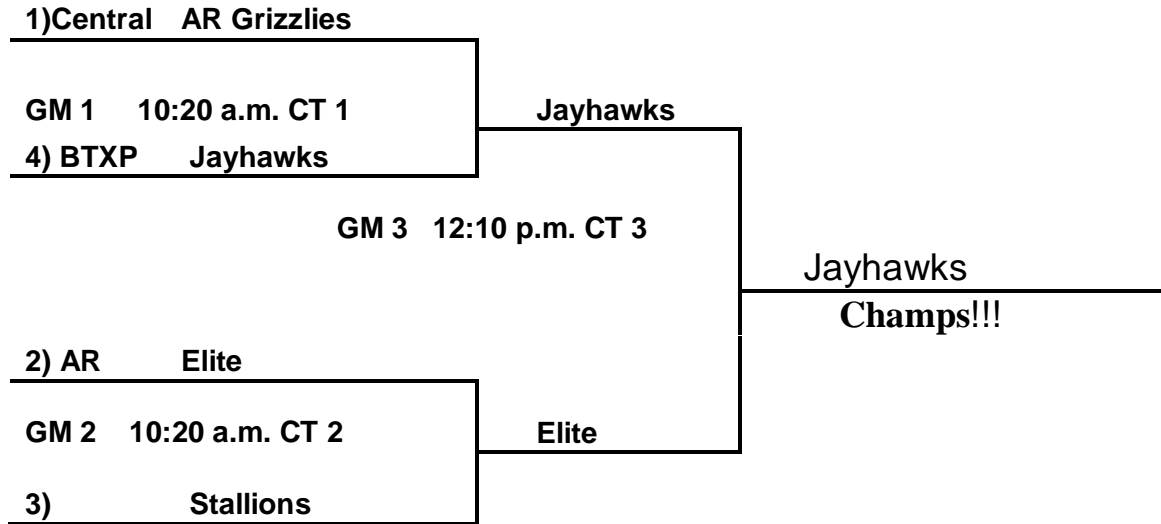 1)Central AR Grizzlies
GM 1 10:20 a.m. CT 1 Jayhawks
4) BTXP Jayhawks
GM 3 12:10 p.m. CT 3
Jayhawks
Champs!!!
2) AR Elite
GM 2 10:20 a.m. CT 2 Elite
3) Stallions